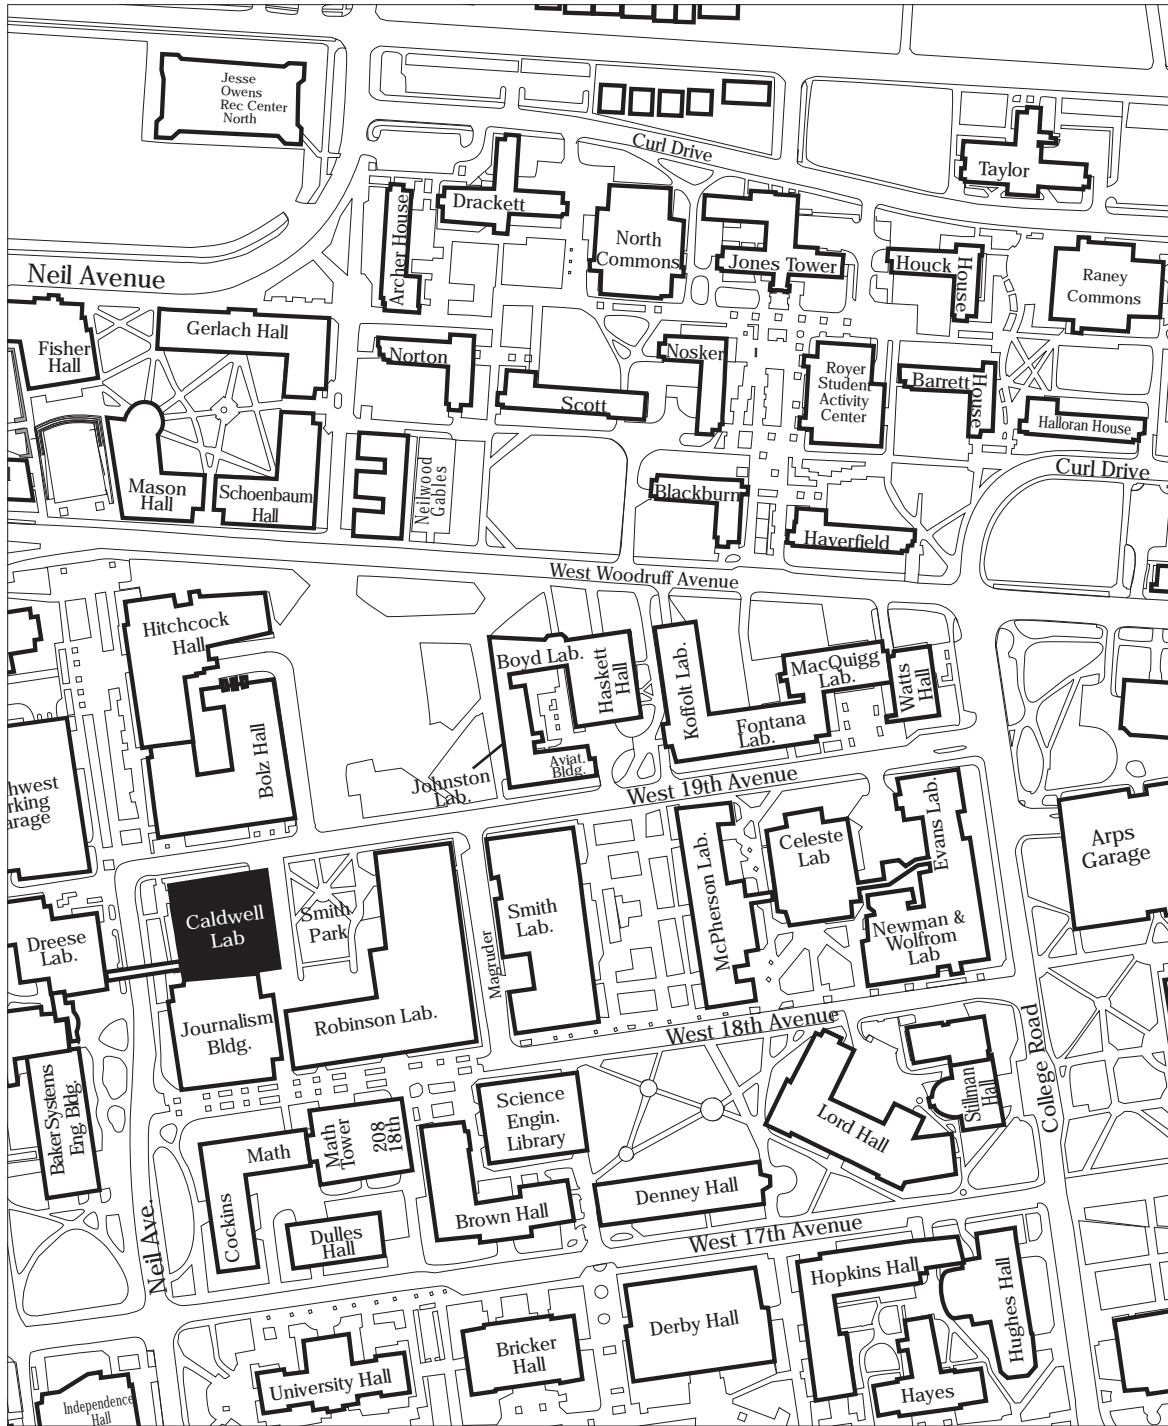 Jesse
Owens
Rec Center
North
Curl Drive
Taylor
Drackett
Archer House
North
Commons
Jones Tower
Houck
House
Raney
Commons
Neil Avenue
Gerlach Hall
Fisher
Hall
Norton
Nosker
Scott
Royer
Student
Activity
Center
Barrett
House
Halloran House
Curl Drive
Mason
Hall
Schoenbaum
Hall
Neilwood
Gables
Blackburn
Haverfield
West Woodruff Avenue
Hitchcock
Hall
Boyd Lab.
Haskett
Hall
Koffolt Lab.
MacQuigg
Lab.
Watts
Hall
Fontana
Lab.
Bolz Hall
Aviat.
Bldg.
Johnston
Lab.
West 19th Avenue
hwest
rking
arage
Evans Lab.
Celeste
Lab
McPherson Lab.
Arps
Garage
Caldwell
Lab
Smith
Park
Smith
Lab.
Magruder
Newman &
Wolfrom
Lab
Dreese
Lab.
Journalism
Bldg.
Robinson Lab.
West 18th Avenue
College Road
Baker Systems
Eng Bldg.
Science
Engin.
Library
Stillman
Hall
Lord Hall
Math
Math
Tower
208
18th
Cockins
Dulles
Hall
Brown Hall
Denney Hall
Neil Ave.
West 17th Avenue
Hopkins Hall
Hughes Hall
Derby Hall
Bricker
Hall
University Hall
Hayes
Independence
Hall